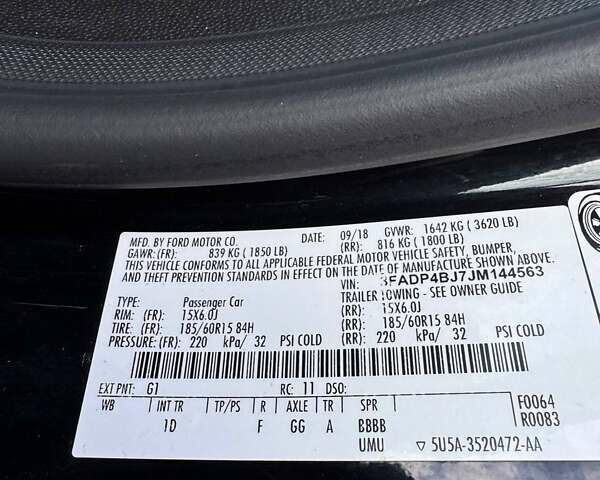 MFD. BY FORD MOTOR CO. DATE: 09/18 GVWR: 1642 KG ( 3620 LB)
GAWR: (FR): 839 KG ( 1850 LB) (RR): 816 KG ( 1800 LB)
THIS VEHICLE CONFORMS TO ALL APPLICABLE FEDERAL MOTOR VEHICLE SAFETY, BUMPER,
AND THEFT PREVENTION STANDARDS IN EFFECT ON THE DATE OF MANUFACTURE SHOWN ABOVE.
VIN: 3FADP4BJ7JM144563
TYPE: Passenger Car TRAILER TOWING - SEE OWNER GUIDE
RIM: (FR): 15X6.0J (RR): 15X6.0J
TIRE: (FR): 185/60R15 84H (RR): 185/60R15 84H
PRESSURE: (FR): 220 kPa/ 32 PSI COLD (RR): 220 kPa/ 32 PSI COLD
EXT PNT: G1 RC: 11 DSO:
WB INT TR TP/PS R AXLE TR SPR F0064
1D F GG A BBBB R0083
UMU ▽ 5U5A-3520472-AA